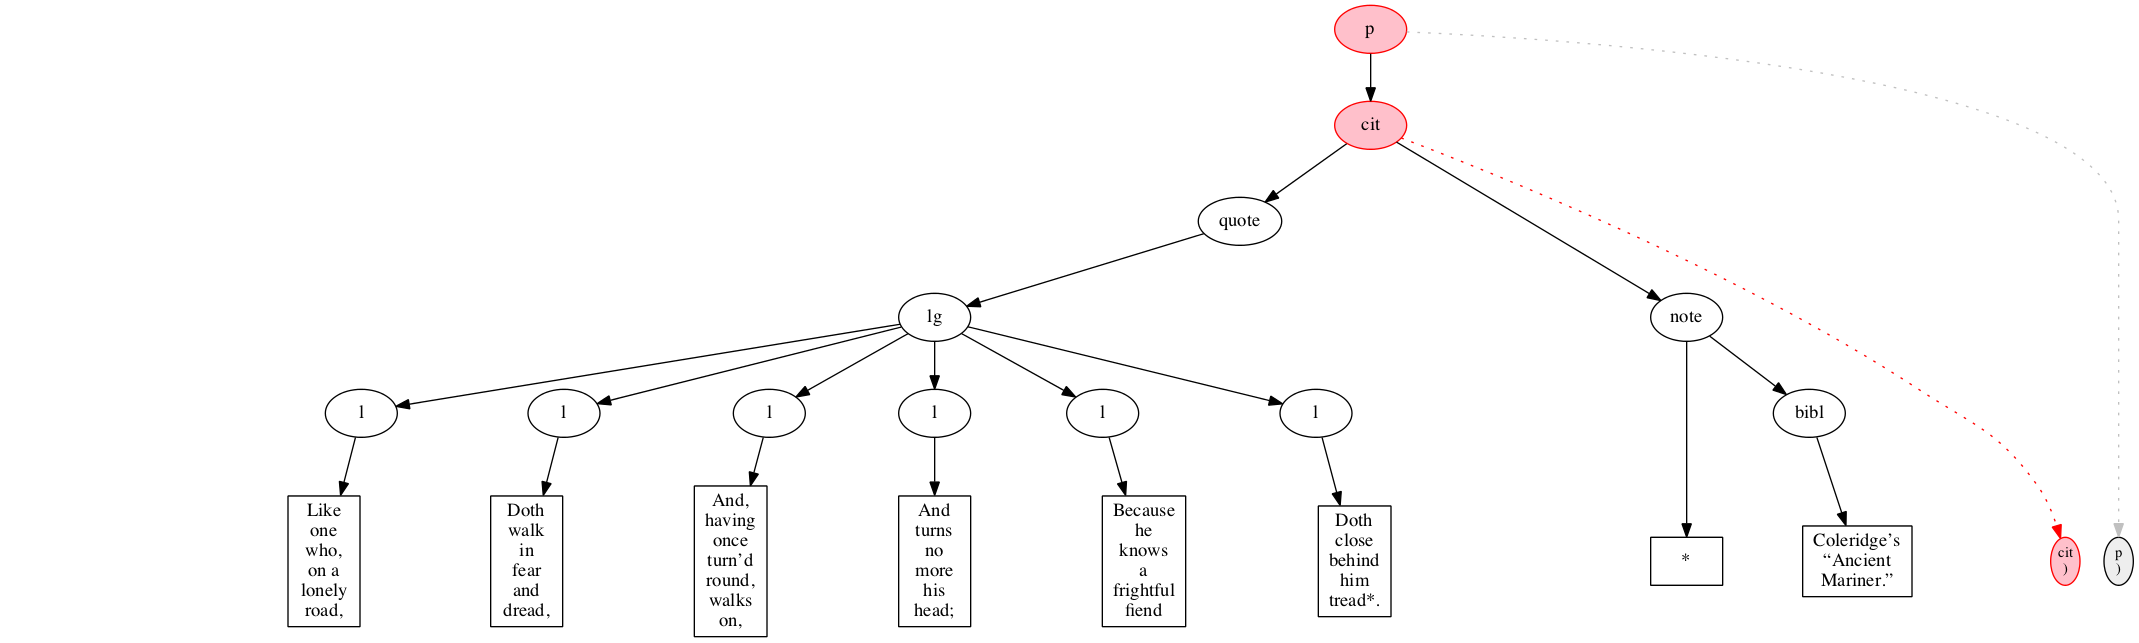 p
cit
quote
lg
note
l
l
l
l
l
l
bibl
Like
one
who,
on a
lonely
road,
Doth
walk
in
fear
and
dread,
And,
having
once
turn’d
round,
walks
on,
And
turns
no
more
his
head;
Because
he
knows
a
frightful
fiend
Doth
close
behind
him
tread*.
*
Coleridge’s
“Ancient
Mariner.”
cit
)
p
)